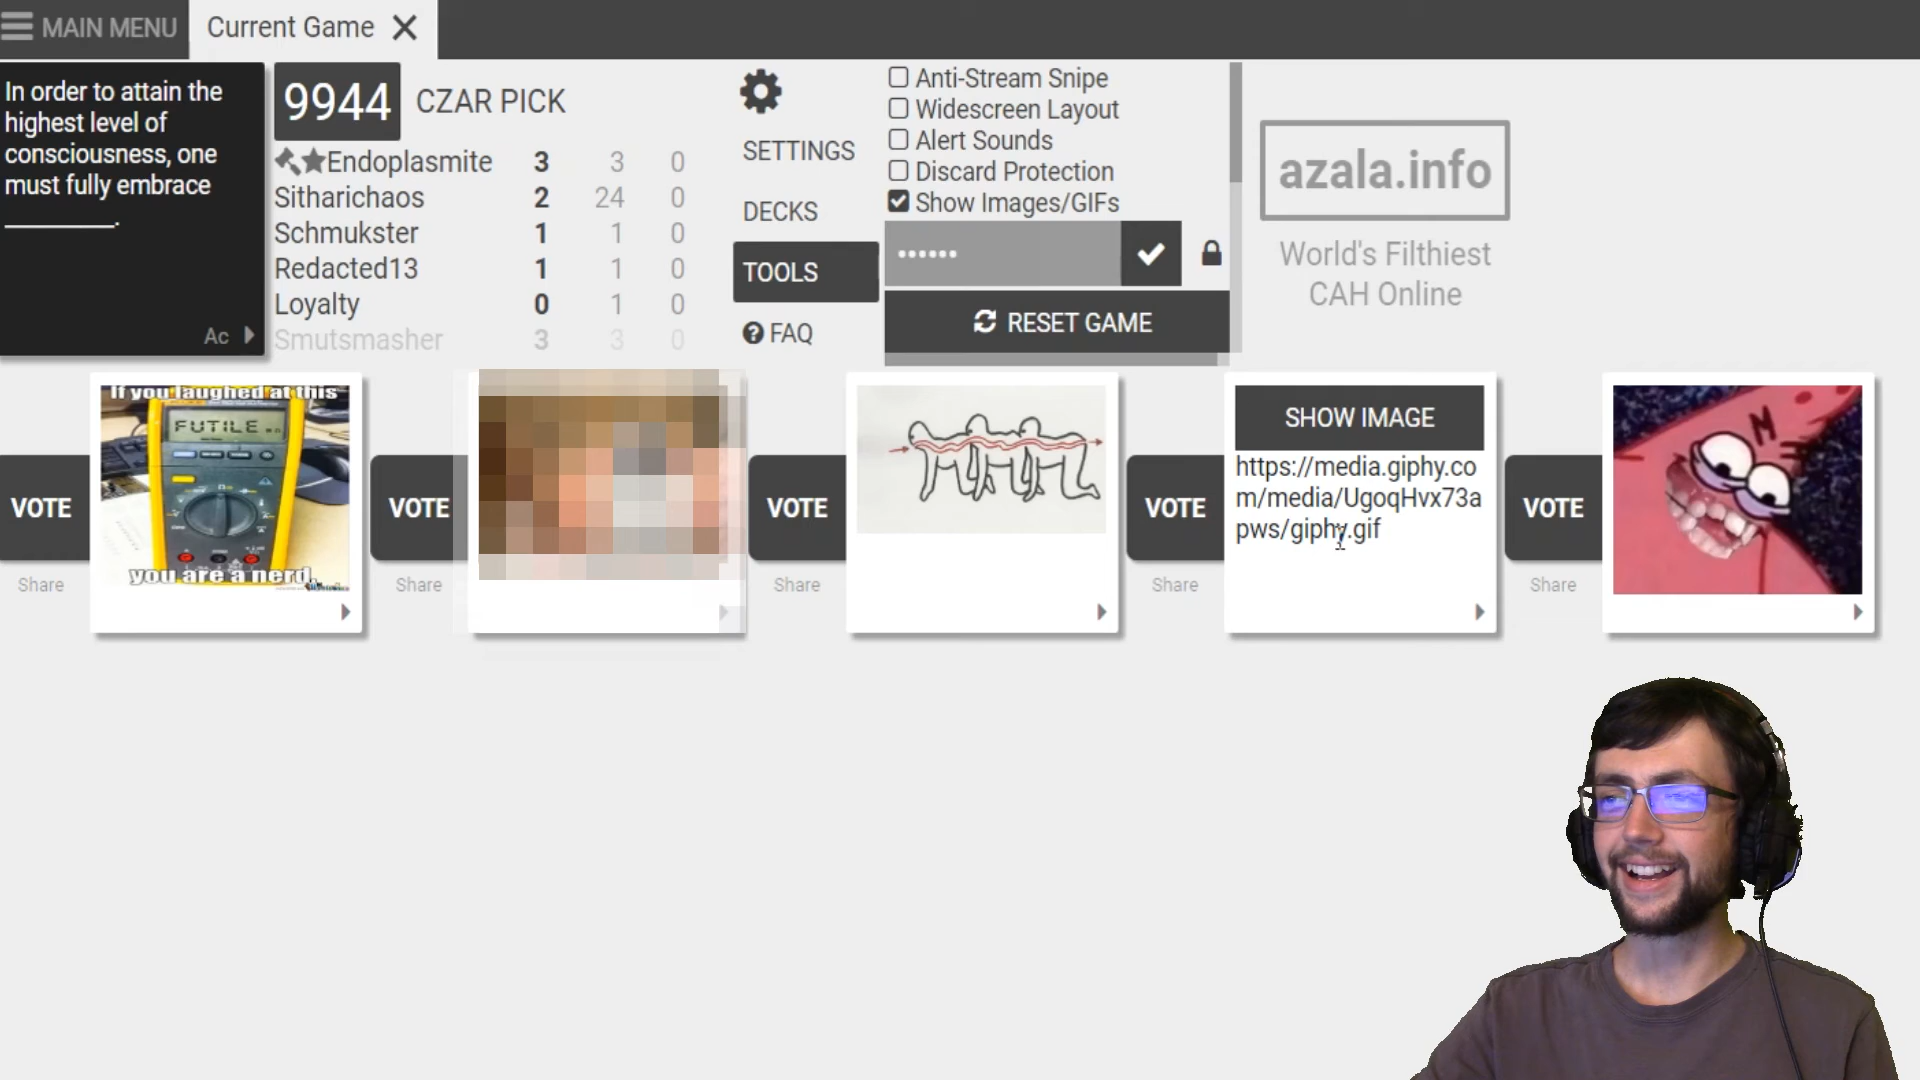 MAIN MENU
Current Game
In order to attain the
highest level of
consciousness, one
must fully embrace
__________.
Ac
9944
CZAR PICK
Endoplasmite 3 3 0
Sitharichaos 2 24 0
Schmukster 1 1 0
Redacted13 1 1 0
Loyalty 0 1 0
Smutsmasher 3 3 0
SETTINGS
DECKS
TOOLS
FAQ
Anti-Stream Snipe
Widescreen Layout
Alert Sounds
Discard Protection
Show Images/GIFs
RESET GAME
azala.info
World's Filthiest
CAH Online
VOTE
Share
If you laughed at this
FUTILE
you are a nerd.
VOTE
Share
VOTE
Share
VOTE
Share
SHOW IMAGE
https://media.giphy.co
m/media/UgoqHvx73a
pws/giphy.gif
VOTE
Share
M